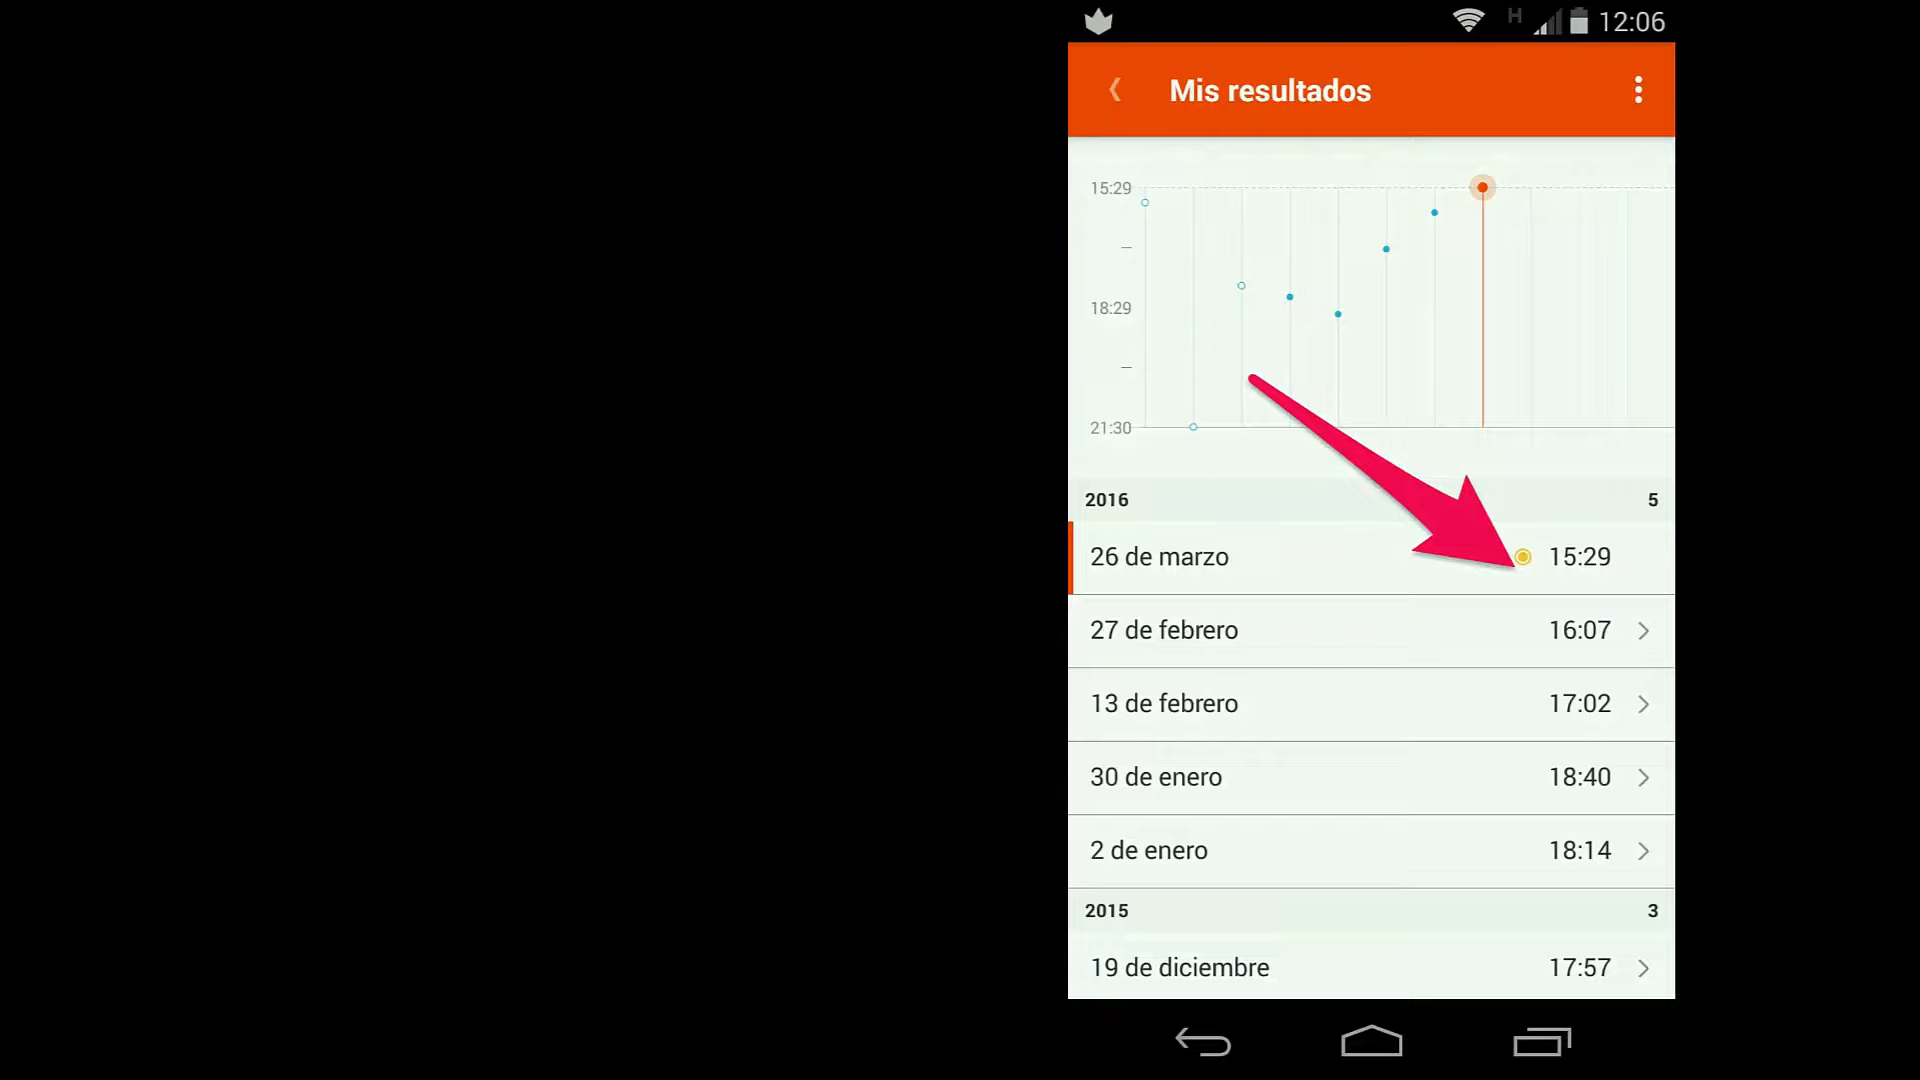 H 12:06
Mis resultados
15:29
18:29
21:30
2016 5
26 de marzo 15:29
27 de febrero 16:07
13 de febrero 17:02
30 de enero 18:40
2 de enero 18:14
2015 3
19 de diciembre 17:57